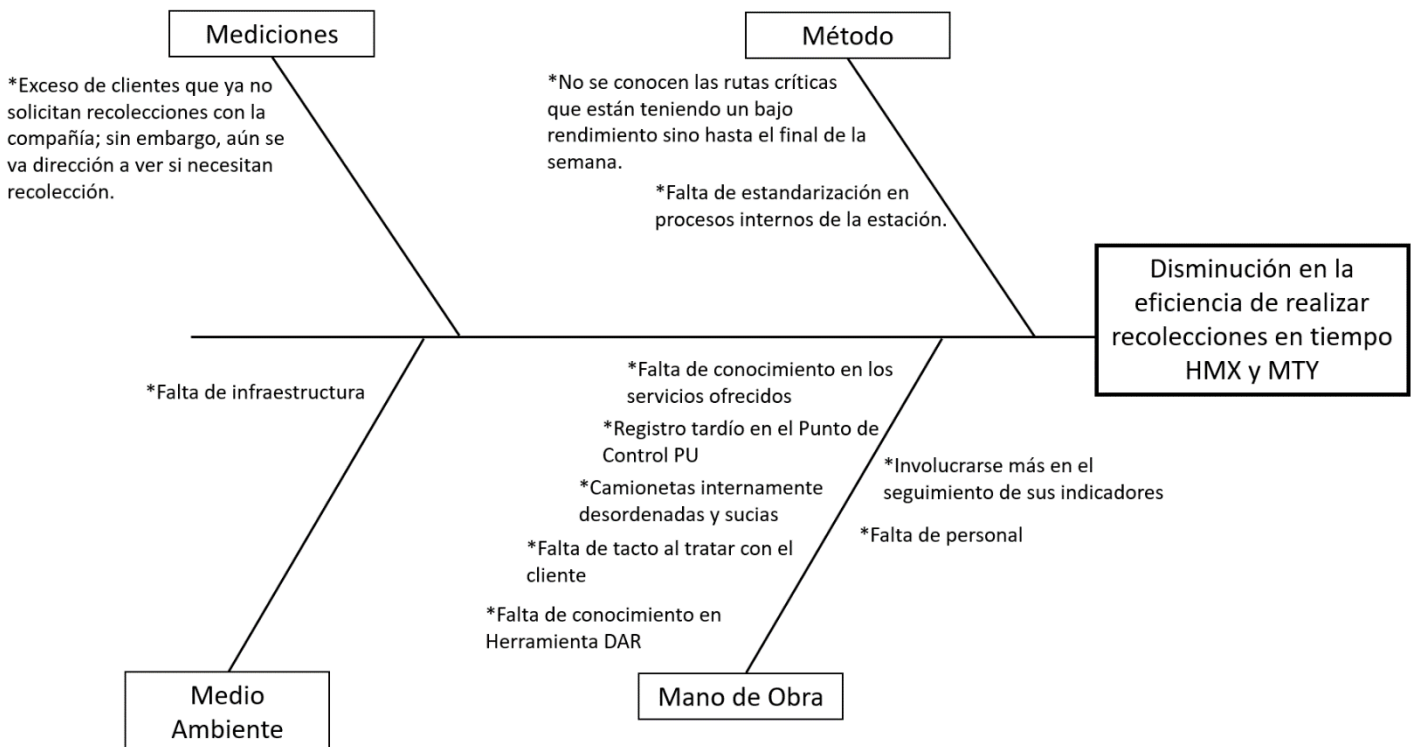 Mediciones
*Exceso de clientes que ya no
solicitan recolecciones con la
compañía; sin embargo, aún se
va dirección a ver si necesitan
recolección.
Método
*No se conocen las rutas críticas
que están teniendo un bajo
rendimiento sino hasta el final de la
semana.
*Falta de estandarización en
procesos internos de la estación.
Disminución en la
eficiencia de realizar
recolecciones en tiempo
HMX y MTY
*Falta de infraestructura
Medio
Ambiente
*Falta de conocimiento en los
servicios ofrecidos
*Registro tardío en el Punto de
Control PU
*Camionetas internamente
desordenadas y sucias
*Falta de tacto al tratar con el
cliente
*Falta de conocimiento en
Herramienta DAR
*Involucrarse más en el
seguimiento de sus indicadores
*Falta de personal
Mano de Obra